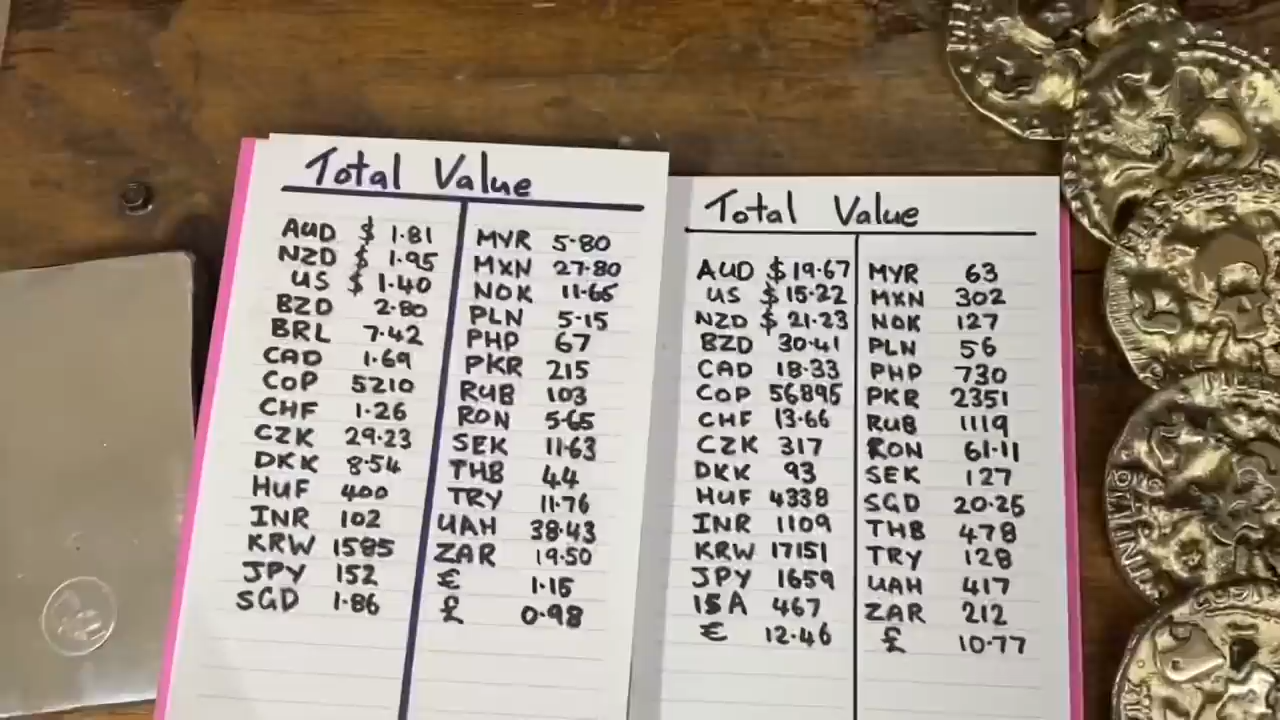 Total Value
AUD $ 1.81
NZD $ 1.95
US $ 1.40
BZD 2.80
BRL 7.42
CAD 1.69
COP 5210
CHF 1.26
CZK 29.23
DKK 8.54
HUF 400
INR 102
KRW 1585
JPY 152
SGD 1.86
MYR 5.80
MXN 27.80
NOK 11.65
PLN 5.15
PHP 67
PKR 215
RUB 103
RON 5.65
SEK 11.63
THB 44
TRY 11.76
UAH 38.43
ZAR 19.50
€ 1.15
£ 0.98
Total Value
AUD $19.67
US $15.22
NZD $21.23
BZD 30.41
CAD 18.33
COP 56895
CHF 13.66
CZK 317
DKK 93
HUF 4338
INR 1109
KRW 17151
JPY 1659
ISA 467
€ 12.46
MYR 63
MXN 302
NOK 127
PLN 56
PHP 730
PKR 2351
RUB 1119
RON 61.11
SEK 127
SGD 20.25
THB 478
TRY 128
UAH 417
ZAR 212
£ 10.77